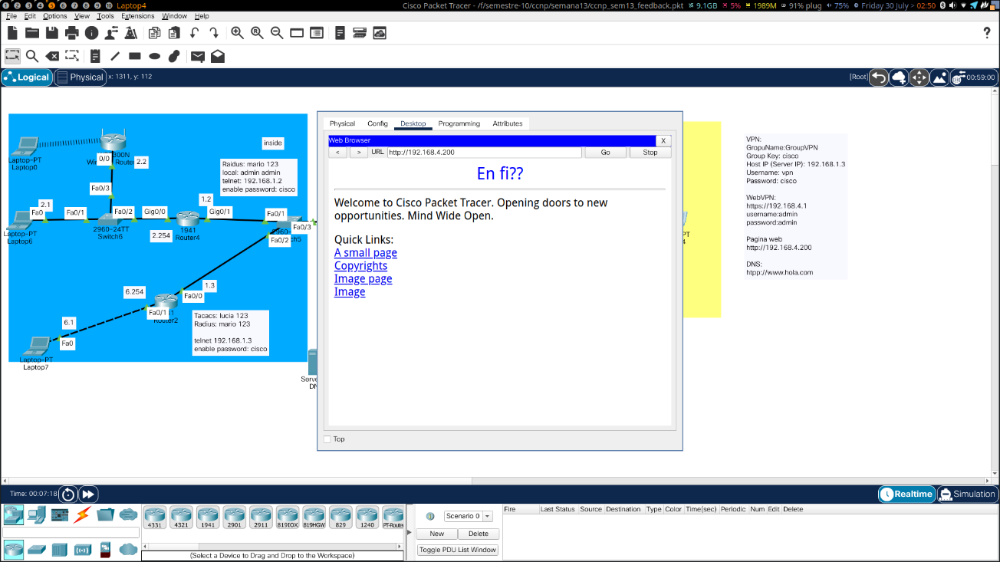 1 2 3 4 5 6 7 8 9 10 Laptop4
Cisco Packet Tracer - /f/semestre-10/ccnp/semana13/ccnp_sem13_feedback.pkt 9.1GB 5% 1989M 91% plug 75% Friday 30 July > 02:50
File Edit Options View Tools Extensions Window Help
?
Logical Physical x: 1311, y: 112
[Root] 00:59:00
Laptop-PT
Laptop0
300N
Router
0/0
2.2
Fa0/3
2.1
Fa0
Fa0/1
Fa0/2
Gig0/0
1.2
Gig0/1
Fa0/1
Fa0/3
Fa0/2
Laptop-PT
Laptop6
2960-24TT
Switch6
2.254
1941
Router4
inside
Raidus: mario 123
local: admin admin
telnet: 192.168.1.2
enable password: cisco
6.254
1.3
Fa0/0
Fa0/1
Router2
6.1
Fa0
Laptop-PT
Laptop7
Tacacs: lucia 123
Radius: mario 123
telnet 192.168.1.3
enable password: cisco
Physical Config Desktop Programming Attributes
Web Browser X
< > URL http://192.168.4.200 Go Stop
En fi??
Welcome to Cisco Packet Tracer. Opening doors to new
opportunities. Mind Wide Open.
Quick Links:
A small page
Copyrights
Image page
Image
Top
VPN:
GropuName:GroupVPN
Group Key: cisco
Host IP (Server IP): 192.168.1.3
Username: vpn
Password: cisco
WebVPN:
https://192.168.4.1
username:admin
password:admin
Pagina web
http://192.168.4.200
DNS:
htpp://www.hola.com
Time: 00:07:18
Realtime Simulation
4331 4321 1941 2901 2911 819IOX 819HGW 829 1240 PT-Router
(Select a Device to Drag and Drop to the Workspace)
Scenario 0
New Delete
Toggle PDU List Window
Fire Last Status Source Destination Type Color Time(sec) Periodic Num Edit Delete